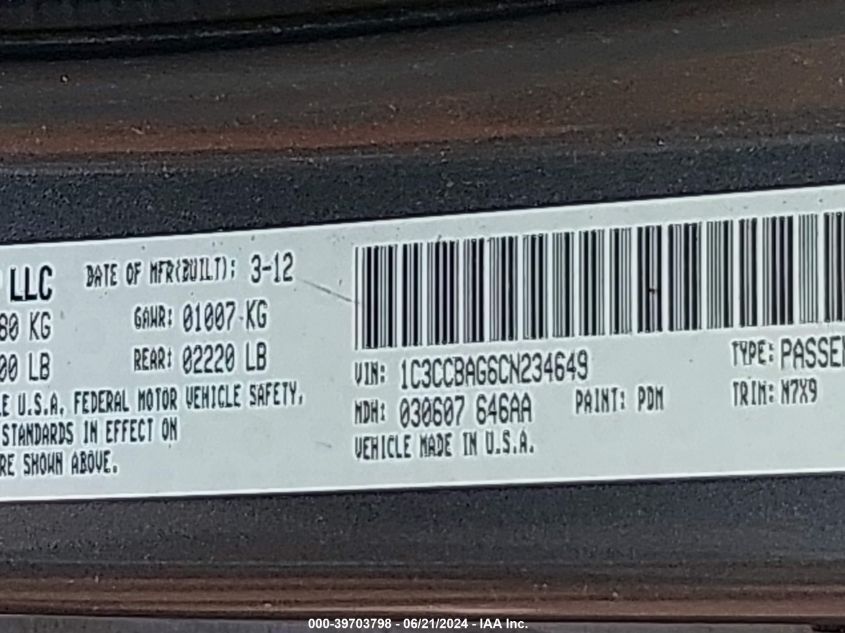 LLC DATE OF MFR(BUILT): 3-12
80 KG GAWR: 01007 KG
00 LB REAR: 02220 LB
E U.S.A. FEDERAL MOTOR VEHICLE SAFETY,
STANDARDS IN EFFECT ON
RE SHOWN ABOVE.
VIN: 1C3CCBAG6CN234649 TYPE: PASSEN
MDH: 030607 646AA PAINT: PDM TRIM: N7X9
VEHICLE MADE IN U.S.A.
000-39703798 - 06/21/2024 - IAA Inc.